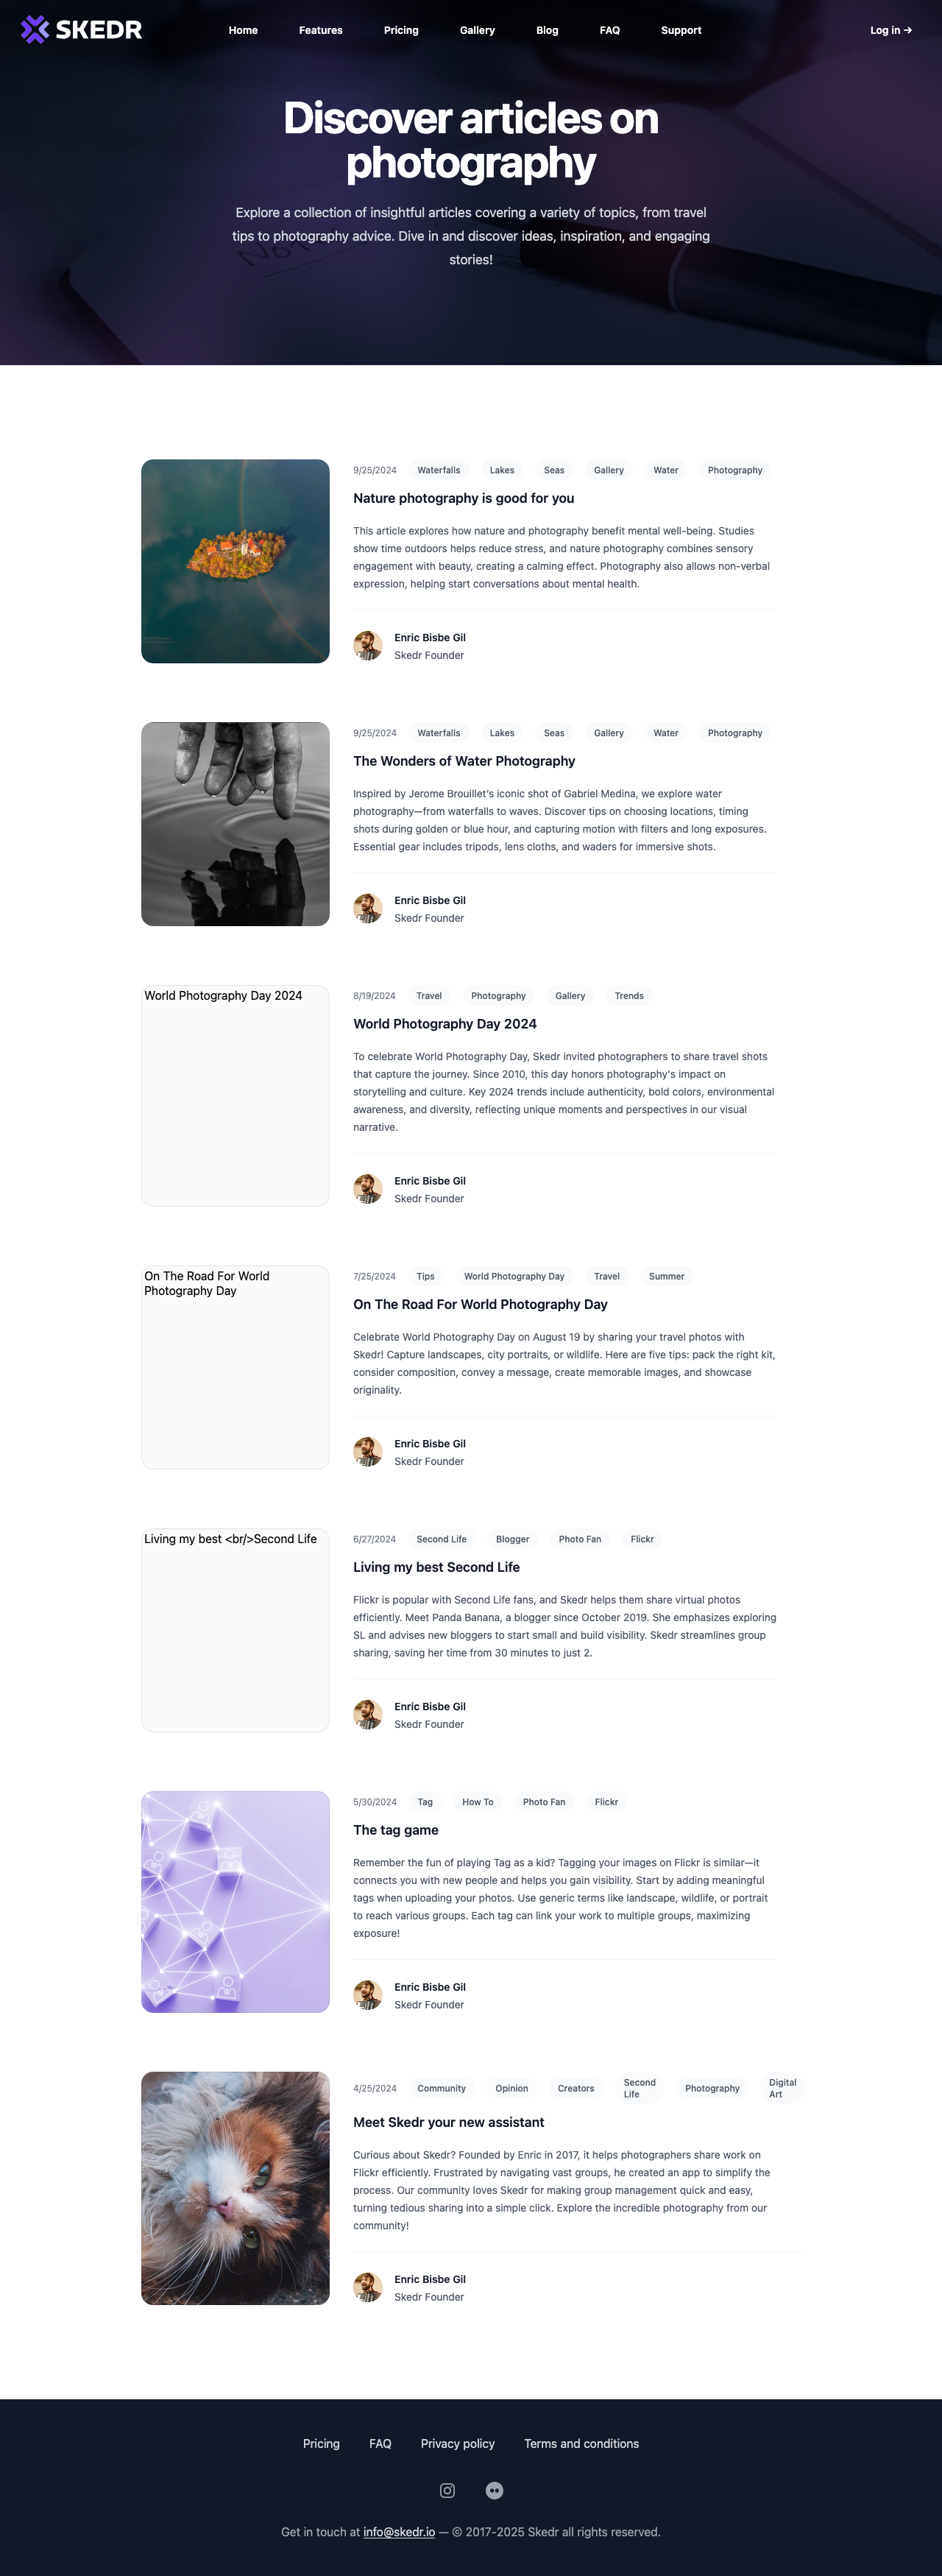 SKEDR
Home
Features
Pricing
Gallery
Blog
FAQ
Support
Log in →
Discover articles on
photography
Explore a collection of insightful articles covering a variety of topics, from travel
tips to photography advice. Dive in and discover ideas, inspiration, and engaging
stories!
9/25/2024 Waterfalls Lakes Seas Gallery Water Photography
Nature photography is good for you
This article explores how nature and photography benefit mental well-being. Studies
show time outdoors helps reduce stress, and nature photography combines sensory
engagement with beauty, creating a calming effect. Photography also allows non-verbal
expression, helping start conversations about mental health.
Enric Bisbe Gil
Skedr Founder
9/25/2024 Waterfalls Lakes Seas Gallery Water Photography
The Wonders of Water Photography
Inspired by Jerome Brouillet's iconic shot of Gabriel Medina, we explore water
photography—from waterfalls to waves. Discover tips on choosing locations, timing
shots during golden or blue hour, and capturing motion with filters and long exposures.
Essential gear includes tripods, lens cloths, and waders for immersive shots.
Enric Bisbe Gil
Skedr Founder
World Photography Day 2024
8/19/2024 Travel Photography Gallery Trends
World Photography Day 2024
To celebrate World Photography Day, Skedr invited photographers to share travel shots
that capture the journey. Since 2010, this day honors photography's impact on
storytelling and culture. Key 2024 trends include authenticity, bold colors, environmental
awareness, and diversity, reflecting unique moments and perspectives in our visual
narrative.
Enric Bisbe Gil
Skedr Founder
On The Road For World
Photography Day
7/25/2024 Tips World Photography Day Travel Summer
On The Road For World Photography Day
Celebrate World Photography Day on August 19 by sharing your travel photos with
Skedr! Capture landscapes, city portraits, or wildlife. Here are five tips: pack the right kit,
consider composition, convey a message, create memorable images, and showcase
originality.
Enric Bisbe Gil
Skedr Founder
Living my best <br/>Second Life
6/27/2024 Second Life Blogger Photo Fan Flickr
Living my best Second Life
Flickr is popular with Second Life fans, and Skedr helps them share virtual photos
efficiently. Meet Panda Banana, a blogger since October 2019. She emphasizes exploring
SL and advises new bloggers to start small and build visibility. Skedr streamlines group
sharing, saving her time from 30 minutes to just 2.
Enric Bisbe Gil
Skedr Founder
5/30/2024 Tag How To Photo Fan Flickr
The tag game
Remember the fun of playing Tag as a kid? Tagging your images on Flickr is similar—it
connects you with new people and helps you gain visibility. Start by adding meaningful
tags when uploading your photos. Use generic terms like landscape, wildlife, or portrait
to reach various groups. Each tag can link your work to multiple groups, maximizing
exposure!
Enric Bisbe Gil
Skedr Founder
4/25/2024 Community Opinion Creators Second Life Photography Digital Art
Meet Skedr your new assistant
Curious about Skedr? Founded by Enric in 2017, it helps photographers share work on
Flickr efficiently. Frustrated by navigating vast groups, he created an app to simplify the
process. Our community loves Skedr for making group management quick and easy,
turning tedious sharing into a simple click. Explore the incredible photography from our
community!
Enric Bisbe Gil
Skedr Founder
Pricing
FAQ
Privacy policy
Terms and conditions
Get in touch at info@skedr.io — © 2017-2025 Skedr all rights reserved.